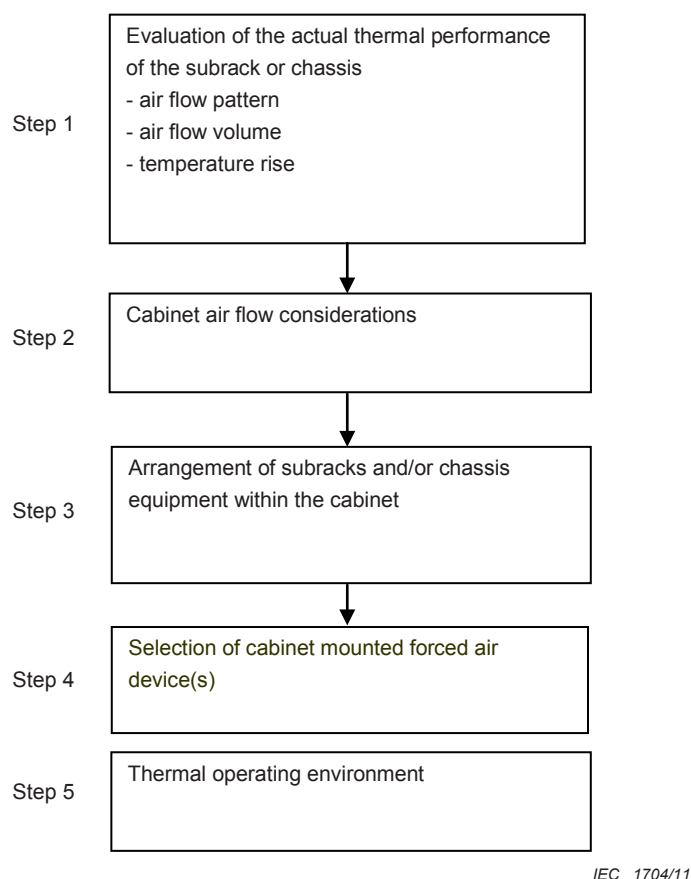 Step 1
Evaluation of the actual thermal performance
of the subrack or chassis
- air flow pattern
- air flow volume
- temperature rise
Step 2
Cabinet air flow considerations
Step 3
Arrangement of subracks and/or chassis
equipment within the cabinet
Step 4
Selection of cabinet mounted forced air
device(s)
Step 5
Thermal operating environment
IEC 1704/11